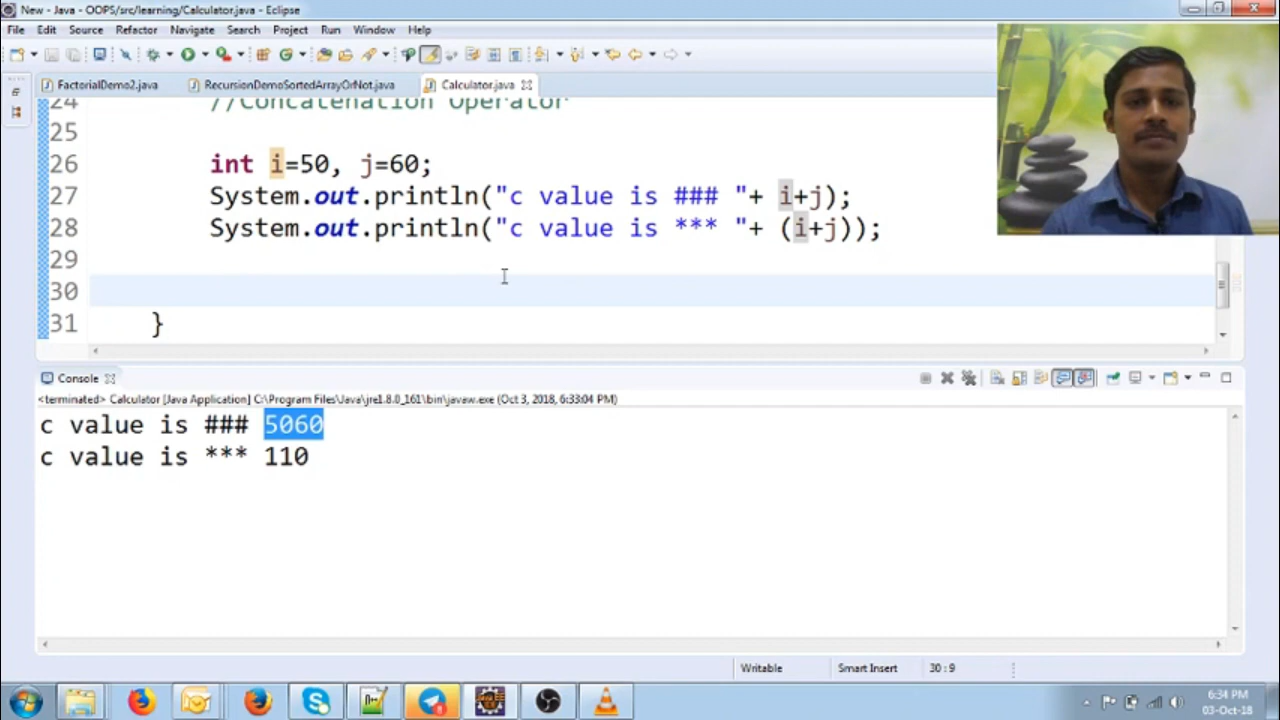 New - Java - OOPS/src/learning/Calculator.java - Eclipse
File Edit Source Refactor Navigate Search Project Run Window Help
FactorialDemo2.java RecursionDemoSortedArrayOrNot.java Calculator.java
24 //Concatenation Operator
25
26 int i=50, j=60;
27 System.out.println("c value is ### "+ i+j);
28 System.out.println("c value is *** "+ (i+j));
29
30
31 }
Console
<terminated> Calculator [Java Application] C:\Program Files\Java\jre1.8.0_161\bin\javaw.exe (Oct 3, 2018, 6:33:04 PM)
c value is ### 5060
c value is *** 110
Writable Smart Insert 30 : 9
6:34 PM
03-Oct-18